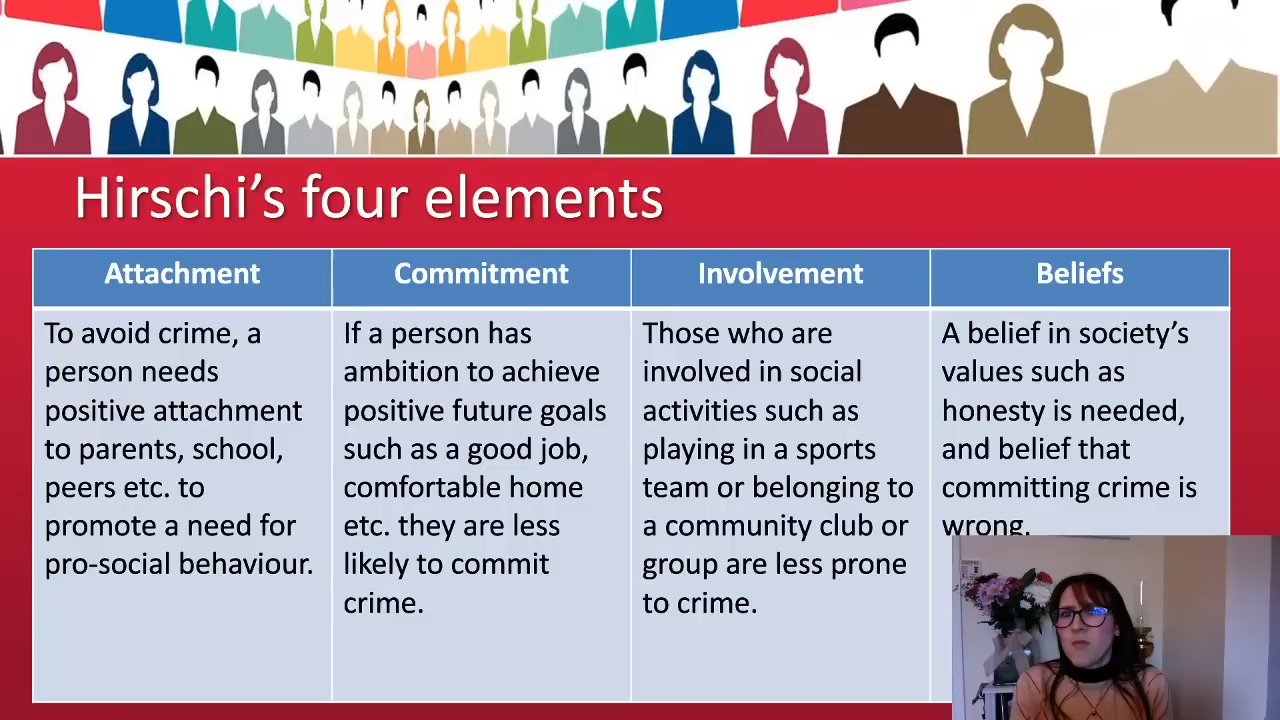 Hirschi’s four elements
Attachment
Commitment
Involvement
Beliefs
To avoid crime, a
person needs
positive attachment
to parents, school,
peers etc. to
promote a need for
pro-social behaviour.
If a person has
ambition to achieve
positive future goals
such as a good job,
comfortable home
etc. they are less
likely to commit
crime.
Those who are
involved in social
activities such as
playing in a sports
team or belonging to
a community club or
group are less prone
to crime.
A belief in society’s
values such as
honesty is needed,
and belief that
committing crime is
wrong.